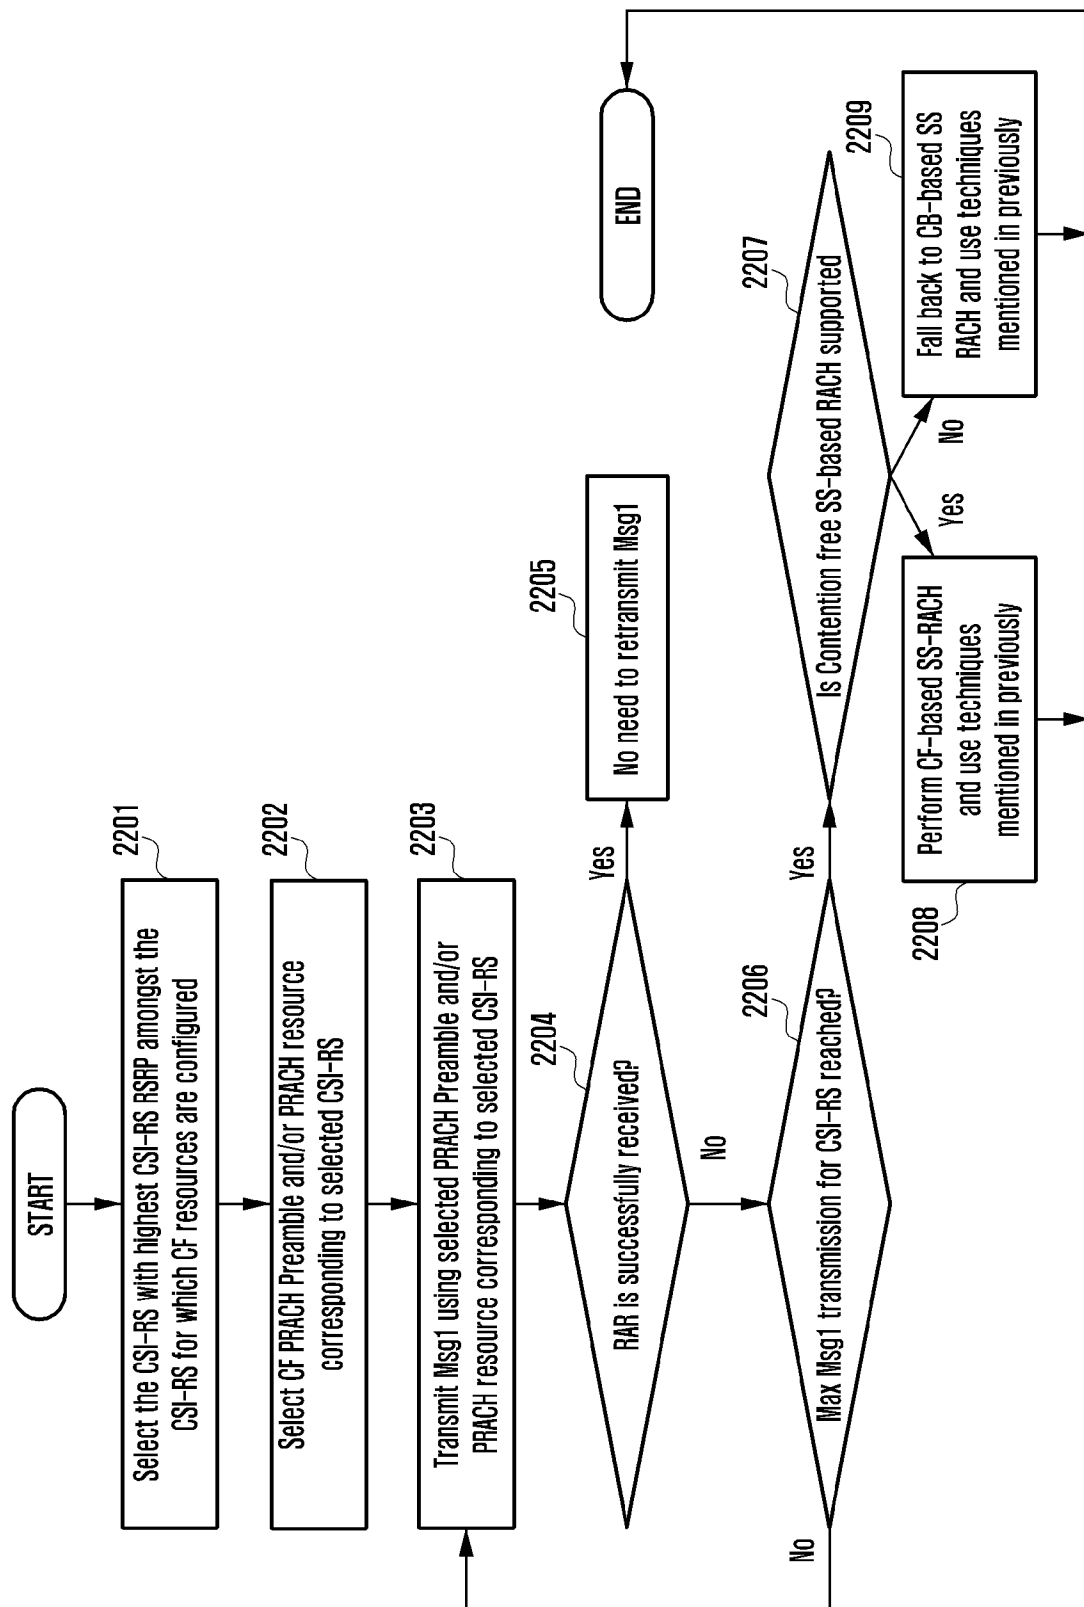 START
2201
Select the CSI-RS with highest CSI-RS RSRP amongst the
CSI-RS for which CF resources are configured
2202
Select CF PRACH Preamble and/or PRACH resource
corresponding to selected CSI-RS
2203
Transmit Msg1 using selected PRACH Preamble and/or
PRACH resource corresponding to selected CSI-RS
2204
RAR is successfully received?
Yes
2205
No need to retransmit Msg1
No
2206
Max Msg1 transmission for CSI-RS reached?
No
Yes
2207
Is Contention free SS-based RACH supported
Yes
No
2208
Perform CF-based SS-RACH
and use techniques
mentioned in previously
2209
Fall back to CB-based SS
RACH and use techniques
mentioned in previously
END